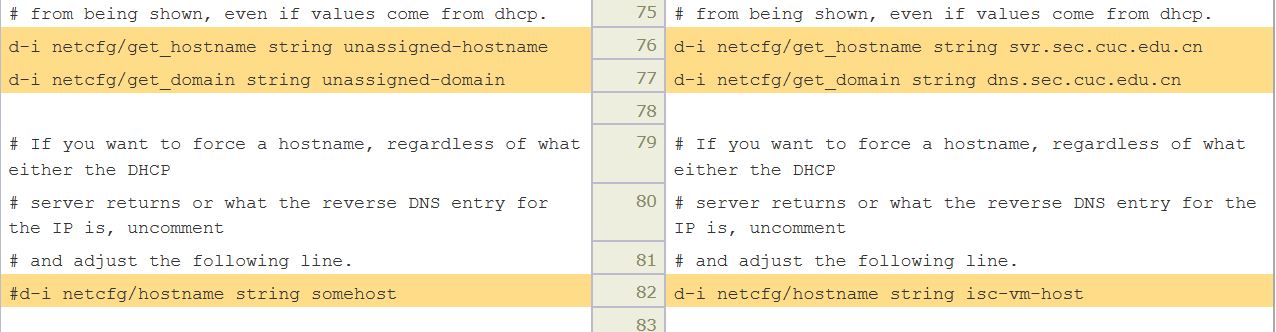 # from being shown, even if values come from dhcp. 75 # from being shown, even if values come from dhcp.
d-i netcfg/get_hostname string unassigned-hostname 76 d-i netcfg/get_hostname string svr.sec.cuc.edu.cn
d-i netcfg/get_domain string unassigned-domain 77 d-i netcfg/get_domain string dns.sec.cuc.edu.cn
78
# If you want to force a hostname, regardless of what 79 # If you want to force a hostname, regardless of what
either the DHCP either the DHCP
# server returns or what the reverse DNS entry for 80 # server returns or what the reverse DNS entry for the
the IP is, uncomment IP is, uncomment
# and adjust the following line. 81 # and adjust the following line.
#d-i netcfg/hostname string somehost 82 d-i netcfg/hostname string isc-vm-host
83